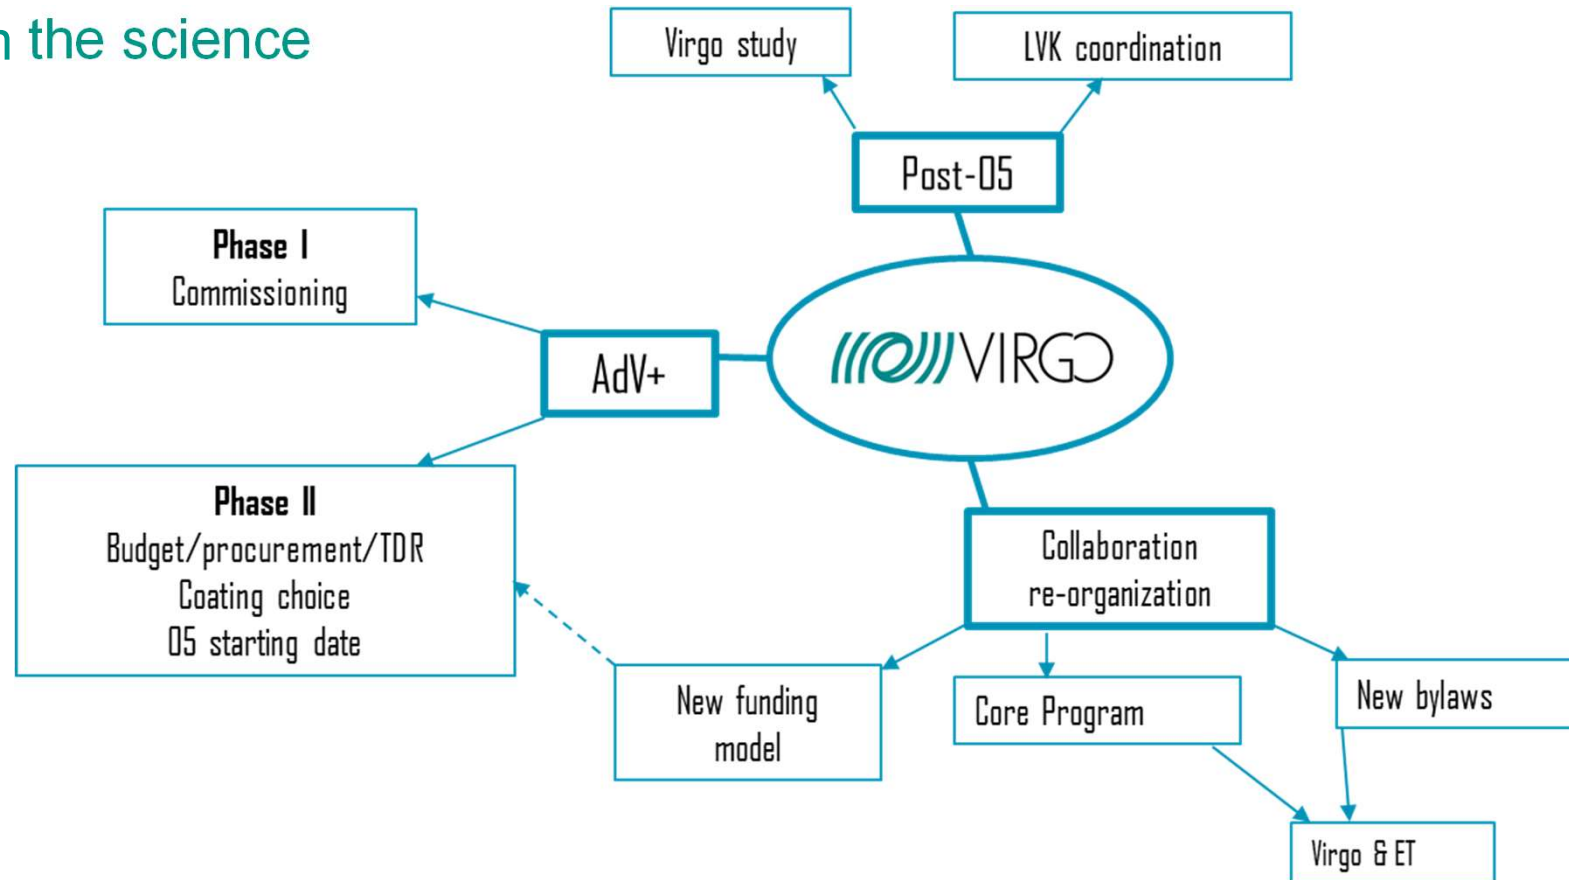 the science
Virgo study
LVK coordination
Post-O5
Phase I
Commissioning
AdV+
VIRGO
Phase II
Budget/procurement/TDR
Coating choice
O5 starting date
Collaboration
re-organization
New funding
model
Core Program
New bylaws
Virgo & ET